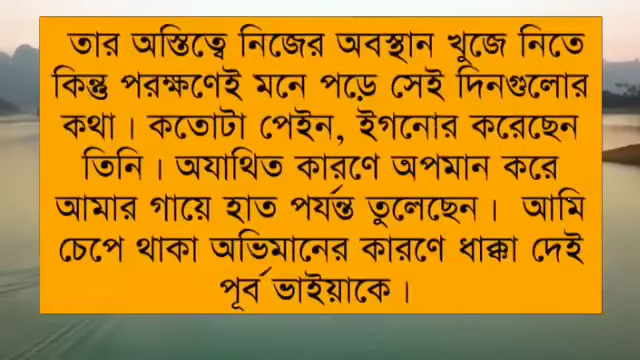 তার অস্তিত্বে নিজের অবস্থান খুজে নিতে
কিন্তু পরক্ষণেই মনে পড়ে সেই দিনগুলোর
কথা। কতোটা পেইন, ইগনোর করেছেন
তিনি। অযাথিত কারণে অপমান করে
আমার গায়ে হাত পর্যন্ত তুলেছেন। আমি
চেপে থাকা অভিমানের কারণে ধাক্কা দেই
পূর্ব ভাইয়াকে।